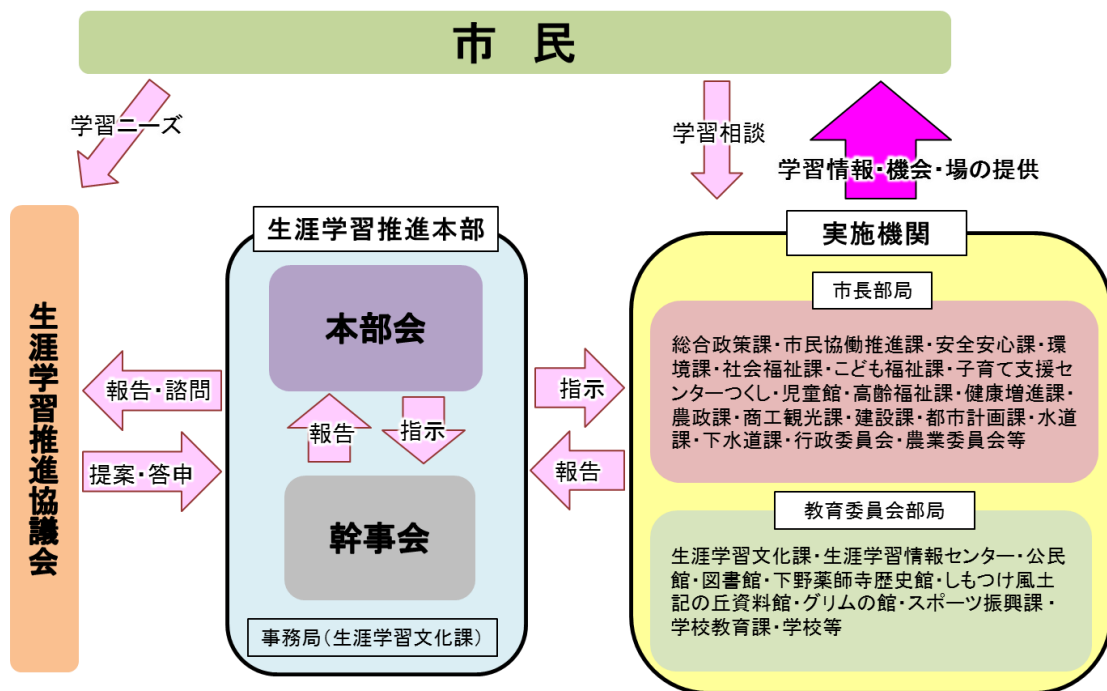 市 民
学習ニーズ
学習相談
学習情報・機会・場の提供
生涯学習推進協議会
報告・諮問
提案・答申
生涯学習推進本部
本部会
報告
指示
幹事会
事務局(生涯学習文化課)
指示
報告
実施機関
市長部局
総合政策課・市民協働推進課・安全安心課・環
境課・社会福祉課・こども福祉課・子育て支援セ
ンターつくし・児童館・高齢福祉課・健康増進課・
農政課・商工観光課・建設課・都市計画課・水道
課・下水道課・行政委員会・農業委員会等
教育委員会部局
生涯学習文化課・生涯学習情報センター・公民
館・図書館・下野薬師寺歴史館・しもつけ風土
記の丘資料館・グリムの館・スポーツ振興課・
学校教育課・学校等